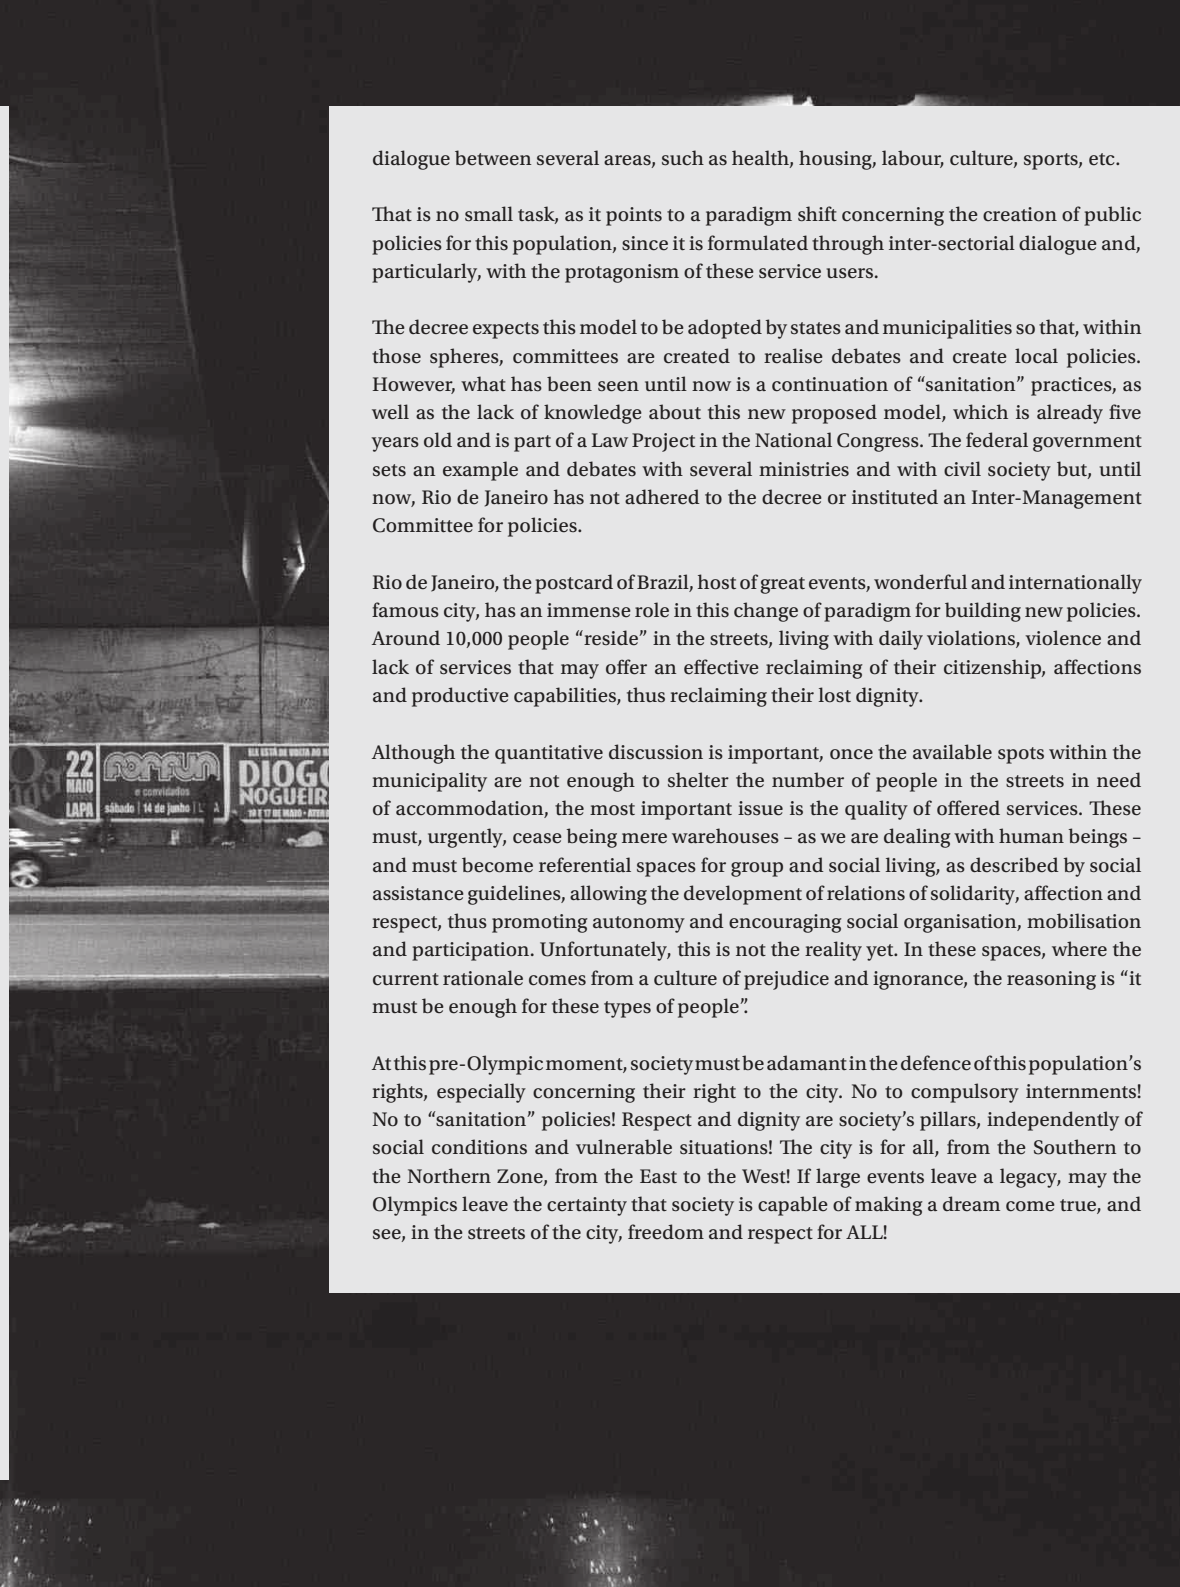 22
MAIO
LAPA
forfun
e convidados
sábado | 14 de junho |
ELE ESTÁ DE VOLTA AO
DIOGO
NOGUEIR
dialogue between several areas, such as health, housing, labour, culture, sports, etc.
That is no small task, as it points to a paradigm shift concerning the creation of public
policies for this population, since it is formulated through inter-sectorial dialogue and,
particularly, with the protagonism of these service users.
The decree expects this model to be adopted by states and municipalities so that, within
those spheres, committees are created to realise debates and create local policies.
However, what has been seen until now is a continuation of “sanitation” practices, as
well as the lack of knowledge about this new proposed model, which is already five
years old and is part of a Law Project in the National Congress. The federal government
sets an example and debates with several ministries and with civil society but, until
now, Rio de Janeiro has not adhered to the decree or instituted an Inter-Management
Committee for policies.
Rio de Janeiro, the postcard of Brazil, host of great events, wonderful and internationally
famous city, has an immense role in this change of paradigm for building new policies.
Around 10,000 people “reside” in the streets, living with daily violations, violence and
lack of services that may offer an effective reclaiming of their citizenship, affections
and productive capabilities, thus reclaiming their lost dignity.
Although the quantitative discussion is important, once the available spots within the
municipality are not enough to shelter the number of people in the streets in need
of accommodation, the most important issue is the quality of offered services. These
must, urgently, cease being mere warehouses – as we are dealing with human beings –
and must become referential spaces for group and social living, as described by social
assistance guidelines, allowing the development of relations of solidarity, affection and
respect, thus promoting autonomy and encouraging social organisation, mobilisation
and participation. Unfortunately, this is not the reality yet. In these spaces, where the
current rationale comes from a culture of prejudice and ignorance, the reasoning is “it
must be enough for these types of people”.
At this pre-Olympic moment, society must be adamant in the defence of this population’s
rights, especially concerning their right to the city. No to compulsory internments!
No to “sanitation” policies! Respect and dignity are society’s pillars, independently of
social conditions and vulnerable situations! The city is for all, from the Southern to
the Northern Zone, from the East to the West! If large events leave a legacy, may the
Olympics leave the certainty that society is capable of making a dream come true, and
see, in the streets of the city, freedom and respect for ALL!